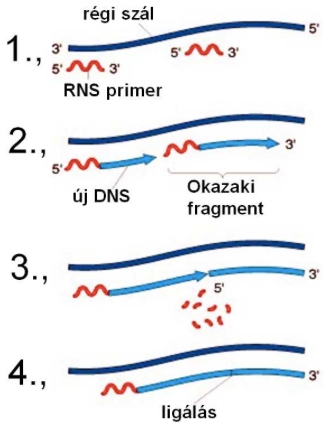 régi szál
5'
1.,
3'
5' 3'
5' 3'
RNS primer
2.,
3'
5'
új DNS
Okazaki
fragment
3.,
3'
5'
4.,
3'
ligálás